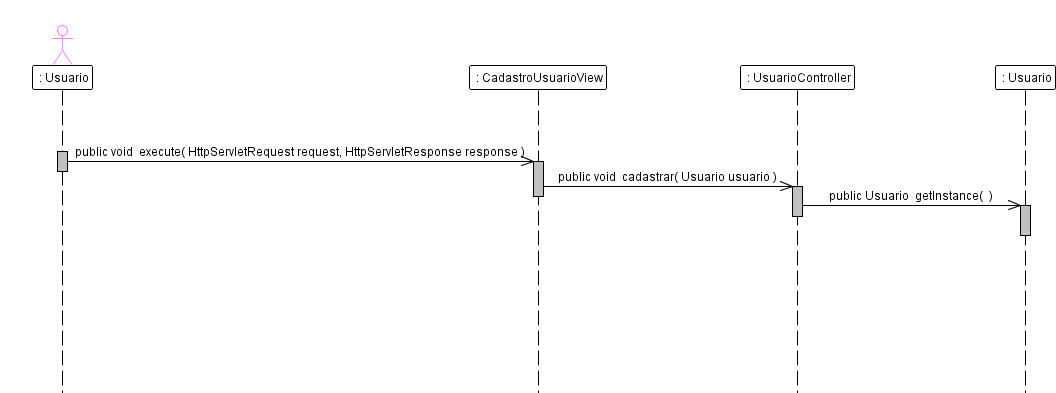 : Usuario
: CadastroUsuarioView
: UsuarioController
: Usuario
public void execute( HttpServletRequest request, HttpServletResponse response )
public void cadastrar( Usuario usuario )
public Usuario getInstance( )